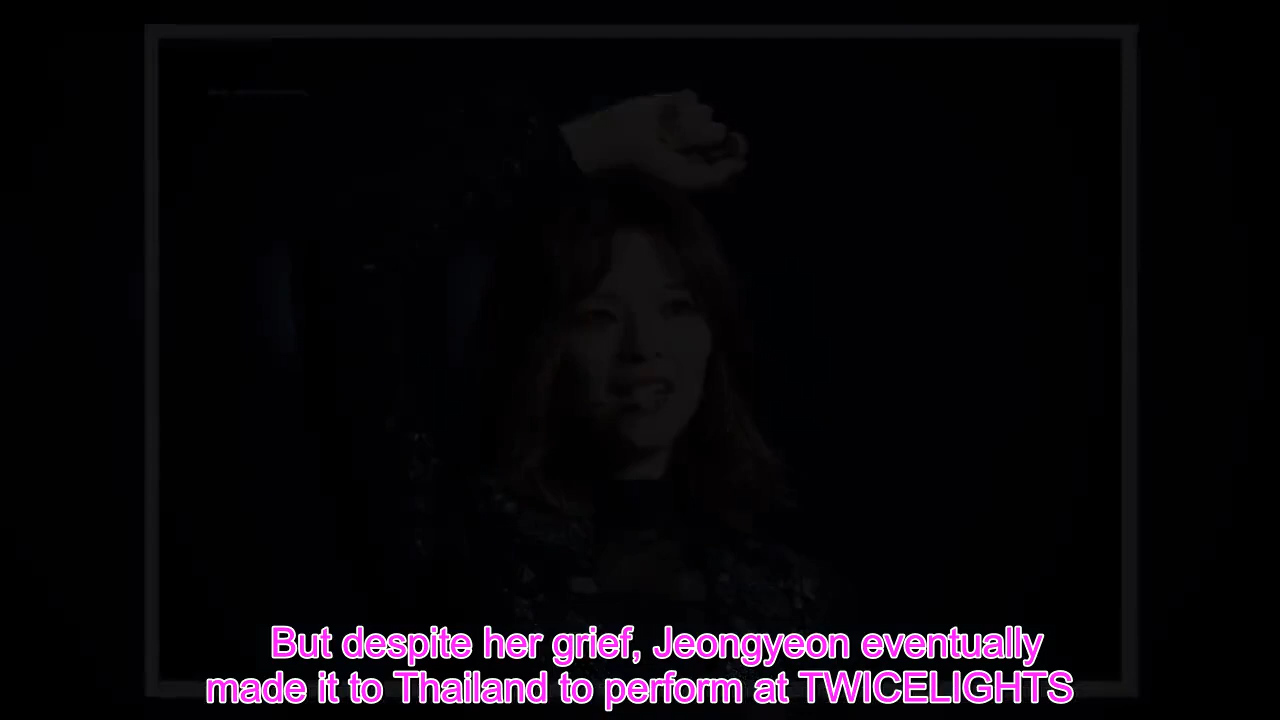 But despite her grief, Jeongyeon eventually
made it to Thailand to perform at TWICELIGHTS